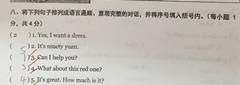 八、将下列句子排列成语言通顺、意思完整的对话，并将序号填入括号内。(每小题 1
分，共 4 分)
( 2 ) 1. Yes, I want a dress.
( ) 2. It's ninety yuan.
( ) 3. Can I help you?
( ) 4. What about this red one?
( ) 5. It's great. How much is it?